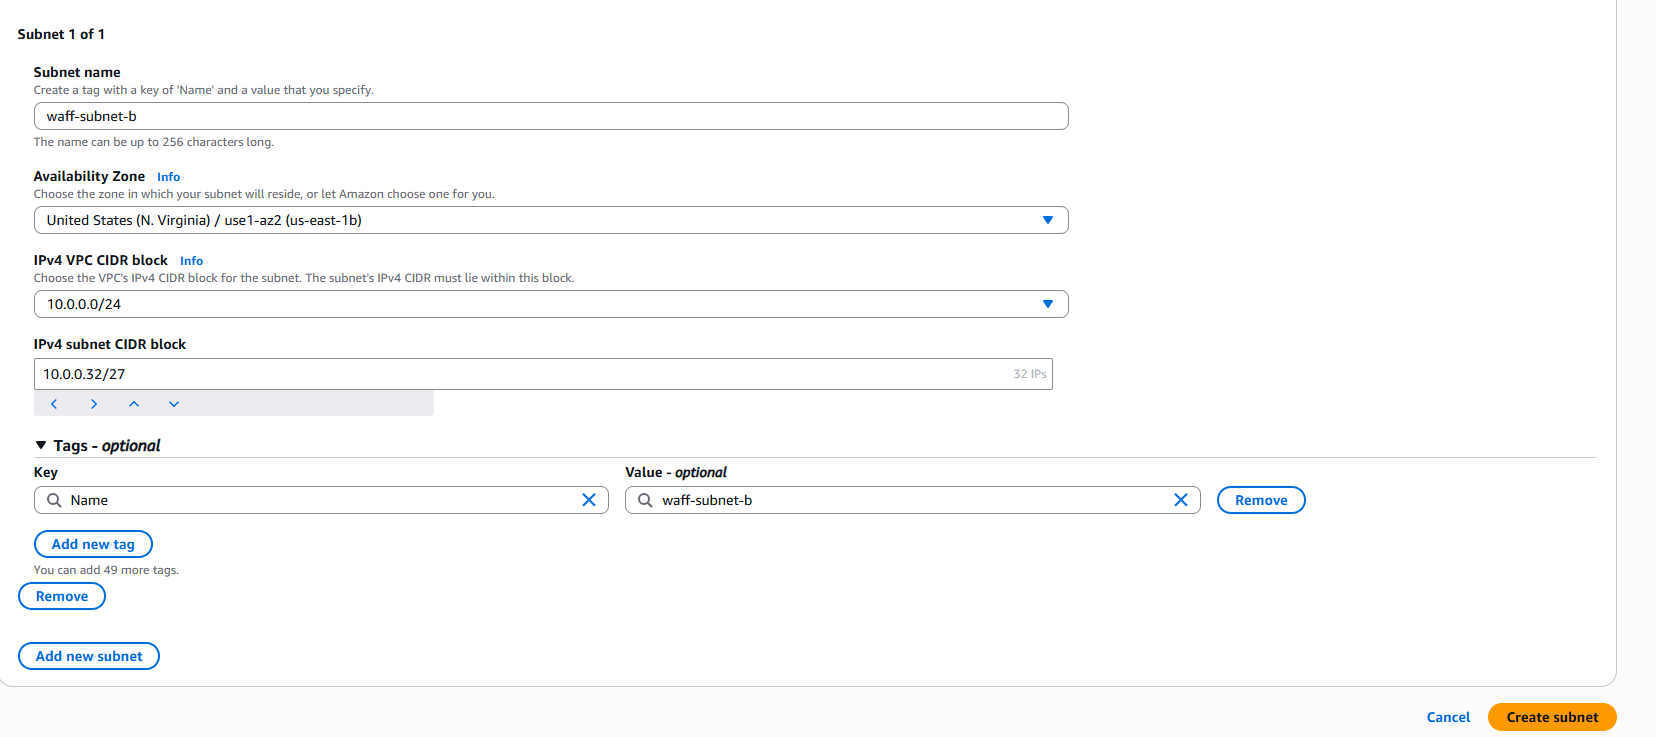 Subnet 1 of 1
Subnet name
Create a tag with a key of 'Name' and a value that you specify.
waff-subnet-b
The name can be up to 256 characters long.
Availability Zone Info
Choose the zone in which your subnet will reside, or let Amazon choose one for you.
United States (N. Virginia) / use1-az2 (us-east-1b)
IPv4 VPC CIDR block Info
Choose the VPC's IPv4 CIDR block for the subnet. The subnet's IPv4 CIDR must lie within this block.
10.0.0.0/24
IPv4 subnet CIDR block
10.0.0.32/27 32 IPs
Tags - optional
Key Value - optional
Name waff-subnet-b Remove
Add new tag
You can add 49 more tags.
Remove
Add new subnet
Cancel Create subnet